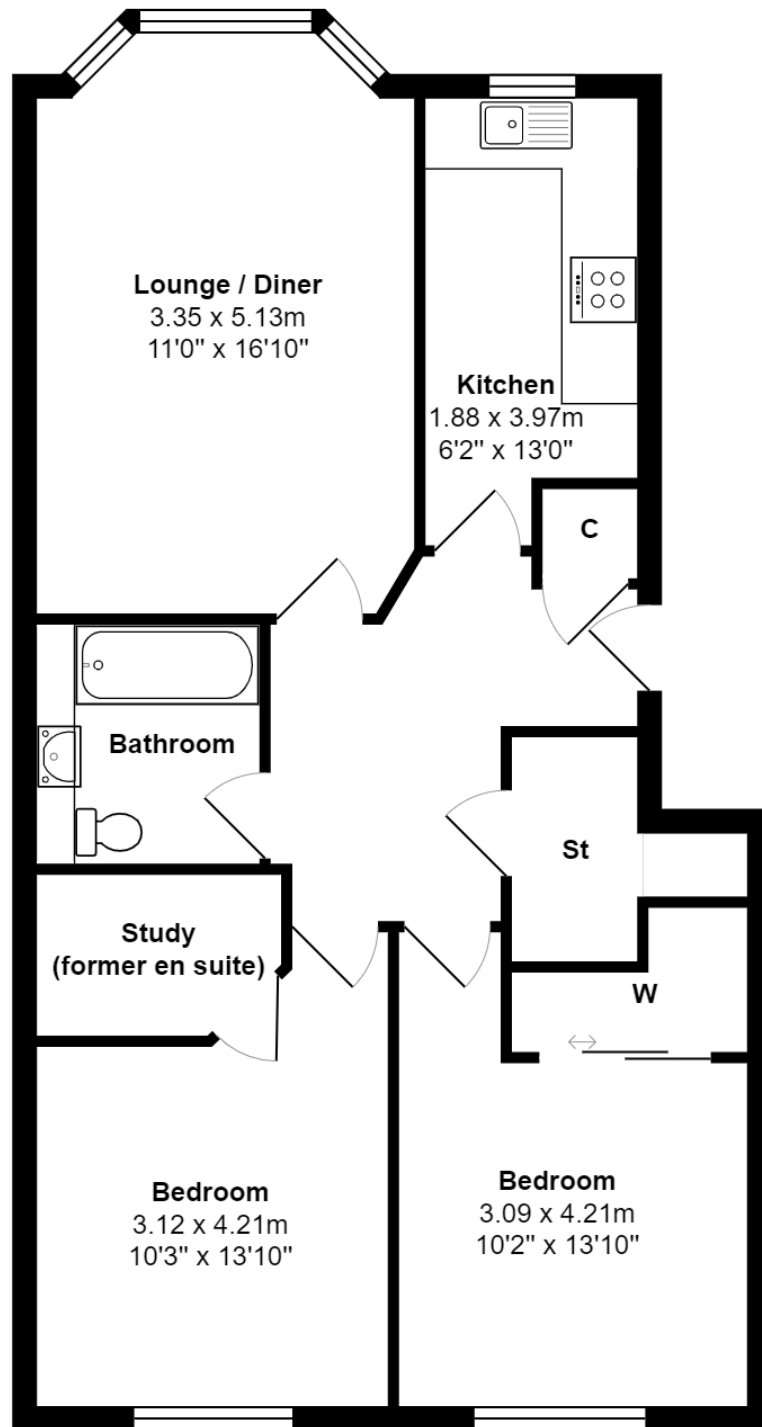 Lounge / Diner
3.35 x 5.13m
11'0" x 16'10"
Kitchen
1.88 x 3.97m
6'2" x 13'0"
C
Bathroom
St
Study
(former en suite)
W
Bedroom
3.12 x 4.21m
10'3" x 13'10"
Bedroom
3.09 x 4.21m
10'2" x 13'10"